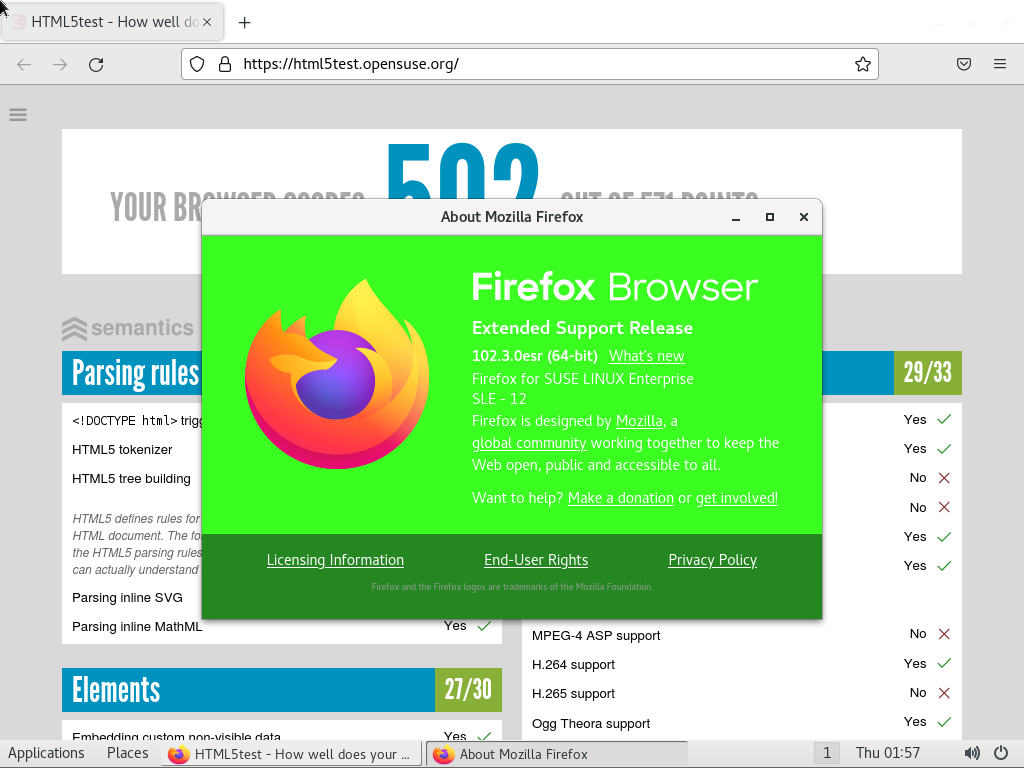 HTML5test - How well do
https://html5test.opensuse.org/
YOUR BROWSER SCORES 502 OUT OF 571 POINTS
About Mozilla Firefox
Firefox Browser
Extended Support Release
102.3.0esr (64-bit) What's new
Firefox for SUSE LINUX Enterprise
SLE - 12
Firefox is designed by Mozilla, a
global community working together to keep the
Web open, public and accessible to all.
Want to help? Make a donation or get involved!
Licensing Information End-User Rights Privacy Policy
Firefox and the Firefox logos are trademarks of the Mozilla Foundation.
semantics
Parsing rules
29/33
<!DOCTYPE html> trigg
Yes
HTML5 tokenizer
Yes
HTML5 tree building
No
No
HTML5 defines rules for
HTML document. The fo
Yes
the HTML5 parsing rules
can actually understand
Yes
Parsing inline SVG
Parsing inline MathML Yes
MPEG-4 ASP support No
H.264 support Yes
H.265 support No
Ogg Theora support Yes
Elements 27/30
Embedding custom non-visible data Yes
Applications Places HTML5test - How well does your ... About Mozilla Firefox 1 Thu 01:57